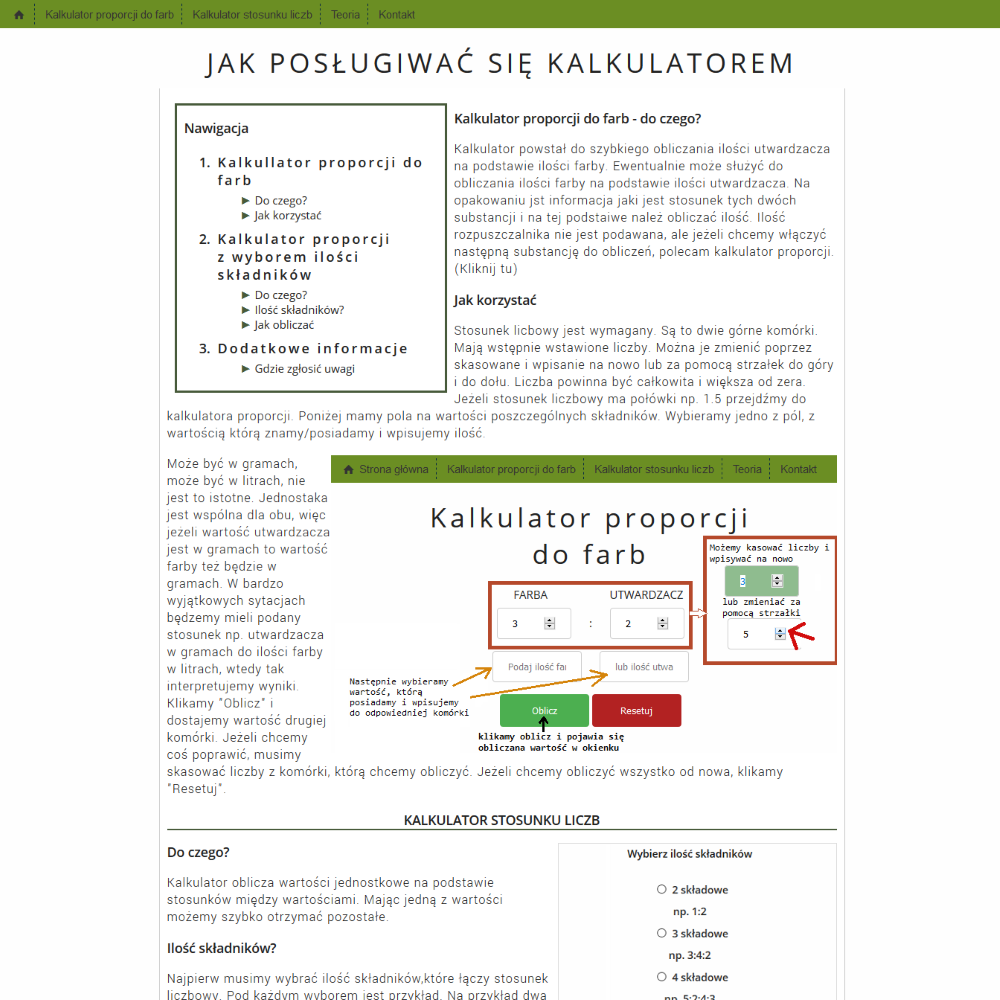 Kalkulator proporcji do farb
Kalkulator stosunku liczb
Teoria
Kontakt
JAK POSŁUGIWAĆ SIĘ KALKULATOREM
Nawigacja
1. Kalkullator proporcji do
farb
► Do czego?
► Jak korzystać
2. Kalkulator proporcji
z wyborem ilości
składników
► Do czego?
► Ilość składników?
► Jak obliczać
3. Dodatkowe informacje
► Gdzie zgłosić uwagi
Kalkulator proporcji do farb - do czego?
Kalkulator powstał do szybkiego obliczania ilości utwardzacza
na podstawie ilości farby. Ewentualnie może służyć do
obliczania ilości farby na podstawie ilości utwardzacza. Na
opakowaniu jst informacja jaki jest stosunek tych dwóch
substancji i na tej podstaiwe należ obliczać ilość. Ilość
rozpuszczalnika nie jest podawana, ale jeżeli chcemy włączyć
następną substancję do obliczeń, polecam kalkulator proporcji.
(Kliknij tu)
Jak korzystać
Stosunek licbowy jest wymagany. Są to dwie górne komórki.
Mają wstępnie wstawione liczby. Można je zmienić poprzez
skasowane i wpisanie na nowo lub za pomocą strzałek do góry
i do dołu. Liczba powinna być całkowita i większa od zera.
Jeżeli stosunek liczbowy ma połówki np. 1.5 przejdźmy do
kalkulatora proporcji. Poniżej mamy pola na wartości poszczególnych składników. Wybieramy jedno z pól, z
wartością którą znamy/posiadamy i wpisujemy ilość.
Może być w gramach,
może być w litrach, nie
jest to istotne. Jednostaka
jest wspólna dla obu, więc
jezeli wartość utwardzacza
jest w gramach to wartość
farby też będzie w
gramach. W bardzo
wyjątkowych sytacjach
będzemy mieli podany
stosunek np. utwardzacza
w gramach do ilości farby
w litrach, wtedy tak
interpretujemy wyniki.
Klikamy "Oblicz" i
dostajemy wartość drugiej
komórki. Jeżeli chcemy
coś poprawić, musimy
skasować liczby z komórki, którą chcemy obliczyć. Jeżeli chcemy obliczyć wszystko od nowa, klikamy
"Resetuj".
Strona główna
Kalkulator proporcji do farb
Kalkulator stosunku liczb
Teoria
Kontakt
Kalkulator proporcji
do farb
Możemy kasować liczby i
wpisywać na nowo
3
lub zmieniać za
pomocą strzałki
5
FARBA
UTWARDZACZ
3
:
2
Podaj ilość far
lub ilość utwa
Następnie wybieramy
wartość, którą
posiadamy i wpisujemy
do odpowiedniej komórki
Oblicz
Resetuj
klikamy oblicz i pojawia się
obliczana wartość w okienku
KALKULATOR STOSUNKU LICZB
Do czego?
Kalkulator oblicza wartości jednostkowe na podstawie
stosunków między wartościami. Mając jedną z wartości
możemy szybko otrzymać pozostałe.
Ilość składników?
Najpierw musimy wybrać ilość składników,które łączy stosunek
liczbowy. Pod każdym wyborem jest przykład. Na przykład dwa
Wybierz ilość składników
2 składowe
np. 1:2
3 składowe
np. 3:4:2
4 składowe
np. 5:2:4:3